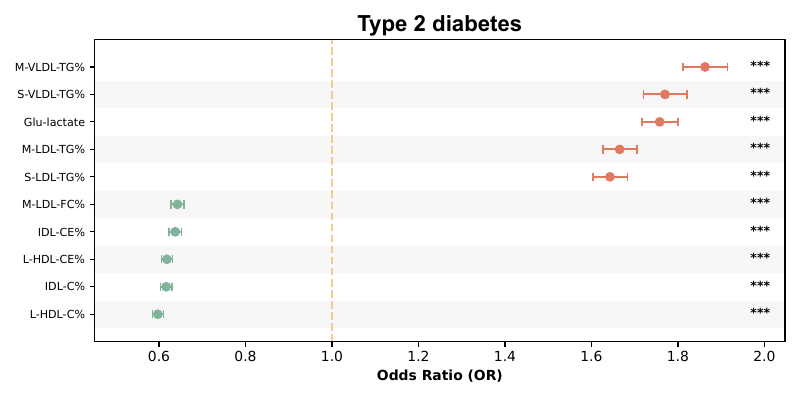 Type 2 diabetes
M-VLDL-TG% ***
S-VLDL-TG% ***
Glu-lactate ***
M-LDL-TG% ***
S-LDL-TG% ***
M-LDL-FC% ***
IDL-CE% ***
L-HDL-CE% ***
IDL-C% ***
L-HDL-C% ***
0.6 0.8 1.0 1.2 1.4 1.6 1.8 2.0
Odds Ratio (OR)